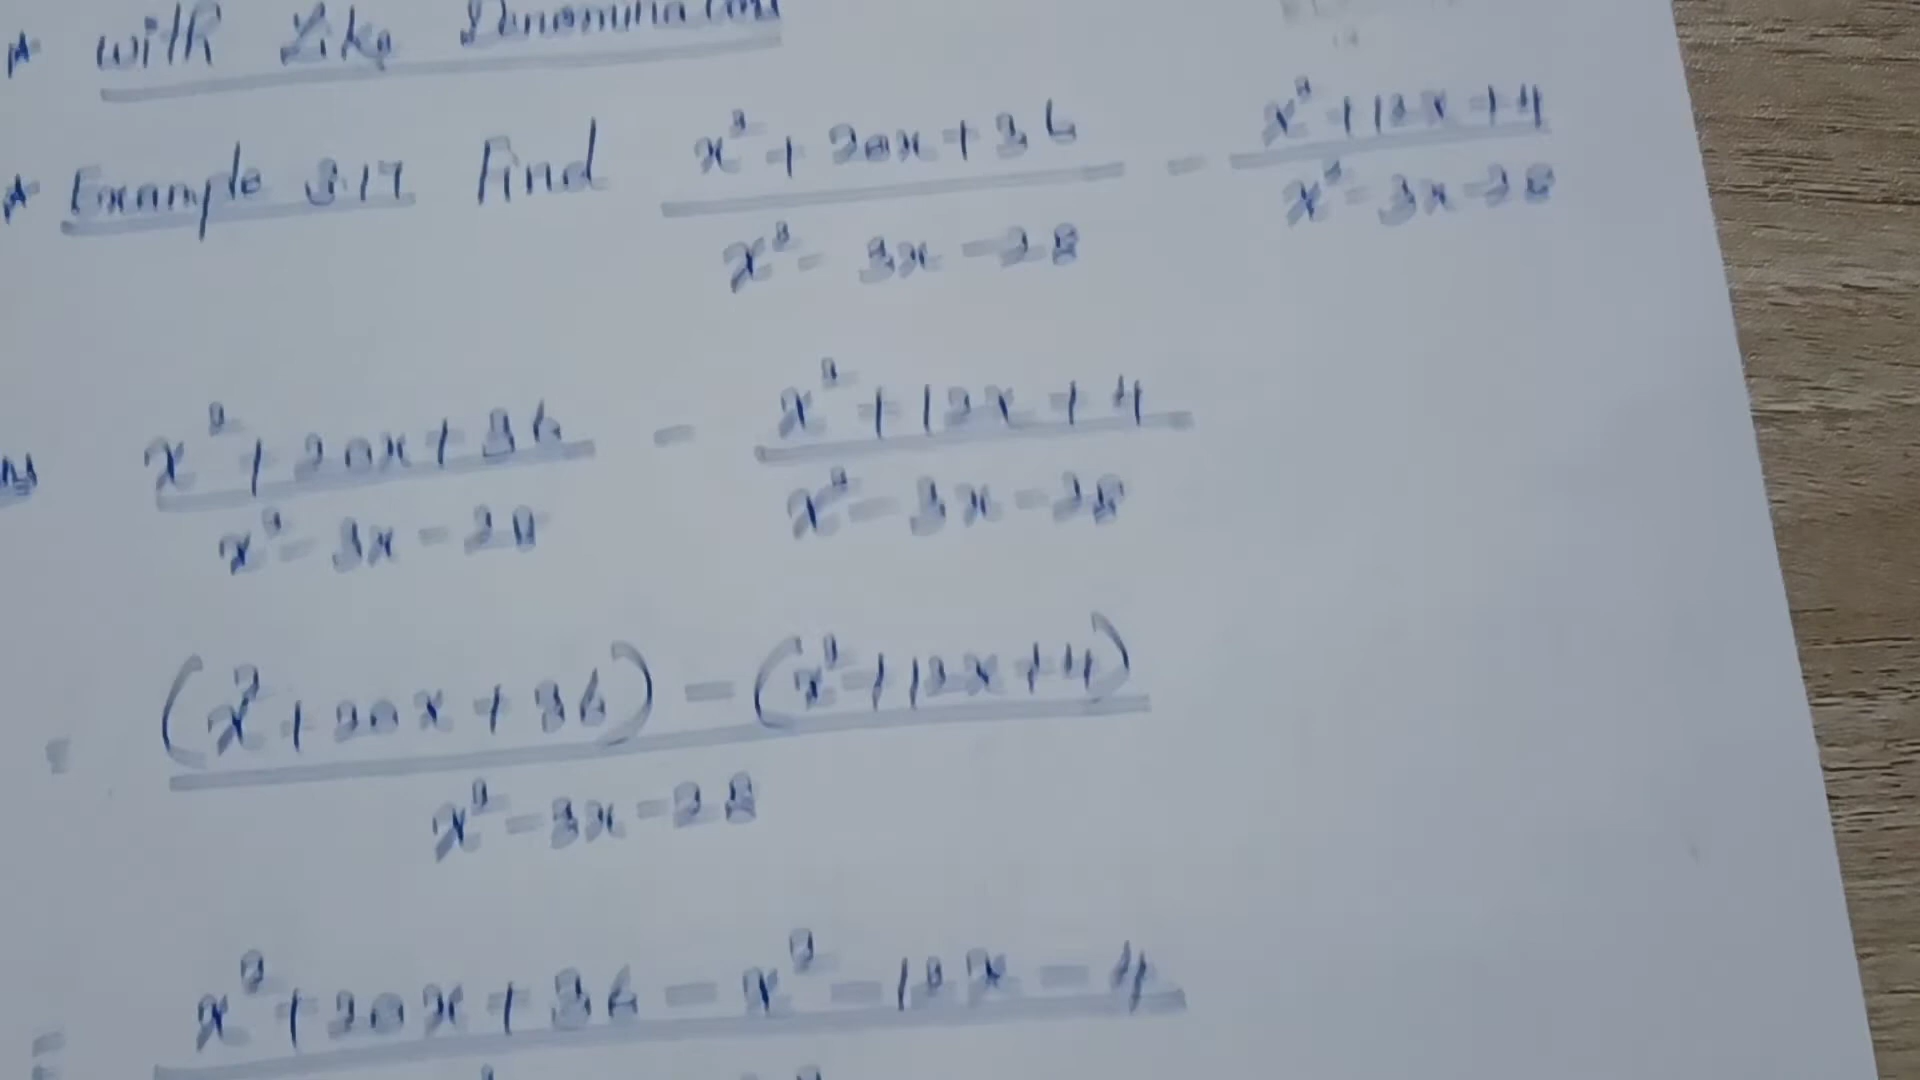 with Like Denominators
Example 3.17 Find x² + 20x + 36 / x² - 3x - 28 - x² + 12x + 4 / x² - 3x - 28
x² + 20x + 36 / x² - 3x - 28 - x² + 12x + 4 / x² - 3x - 28
= (x² + 20x + 36) - (x² + 12x + 4) / x² - 3x - 28
= x² + 20x + 36 - x² - 12x - 4